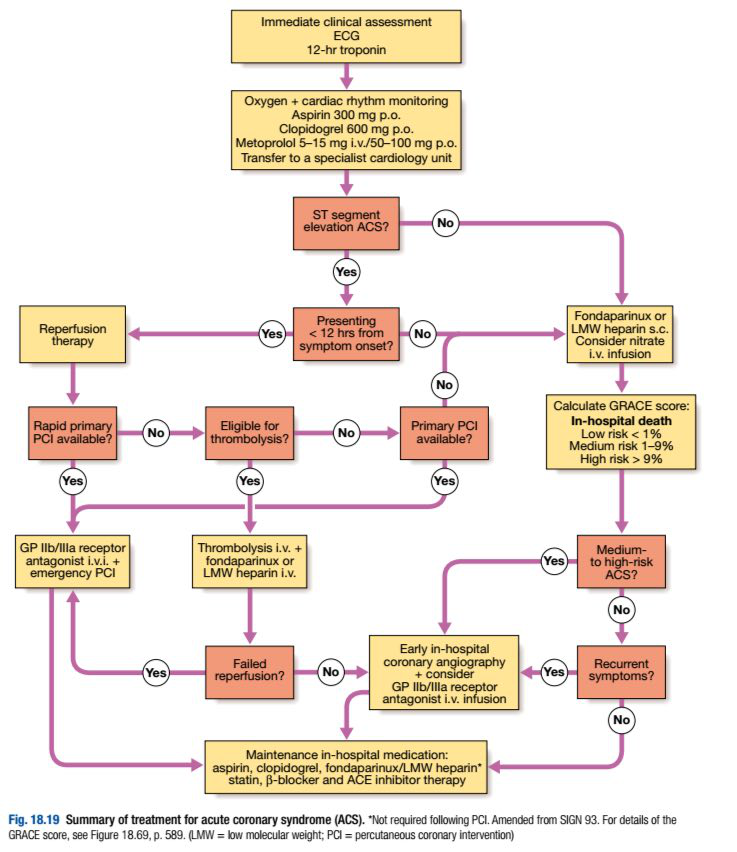 Immediate clinical assessment
ECG
12-hr troponin
Oxygen + cardiac rhythm monitoring
Aspirin 300 mg p.o.
Clopidogrel 600 mg p.o.
Metoprolol 5–15 mg i.v./50–100 mg p.o.
Transfer to a specialist cardiology unit
ST segment
elevation ACS?
No
Yes
Reperfusion
therapy
Yes
Presenting
< 12 hrs from
symptom onset?
No
Fondaparinux or
LMW heparin s.c.
Consider nitrate
i.v. infusion
No
Rapid primary
PCI available?
No
Eligible for
thrombolysis?
No
Primary PCI
available?
Calculate GRACE score:
In-hospital death
Low risk < 1%
Medium risk 1–9%
High risk > 9%
Yes
Yes
Yes
GP IIb/IIIa receptor
antagonist i.v.i. +
emergency PCI
Thrombolysis i.v. +
fondaparinux or
LMW heparin i.v.
Yes
Medium-
to high-risk
ACS?
No
Yes
Failed
reperfusion?
No
Early in-hospital
coronary angiography
+ consider
GP IIb/IIIa receptor
antagonist i.v. infusion
Yes
Recurrent
symptoms?
No
Maintenance in-hospital medication:
aspirin, clopidogrel, fondaparinux/LMW heparin*
statin, β-blocker and ACE inhibitor therapy
Fig. 18.19 Summary of treatment for acute coronary syndrome (ACS). *Not required following PCI. Amended from SIGN 93. For details of the
GRACE score, see Figure 18.69, p. 589. (LMW = low molecular weight; PCI = percutaneous coronary intervention)